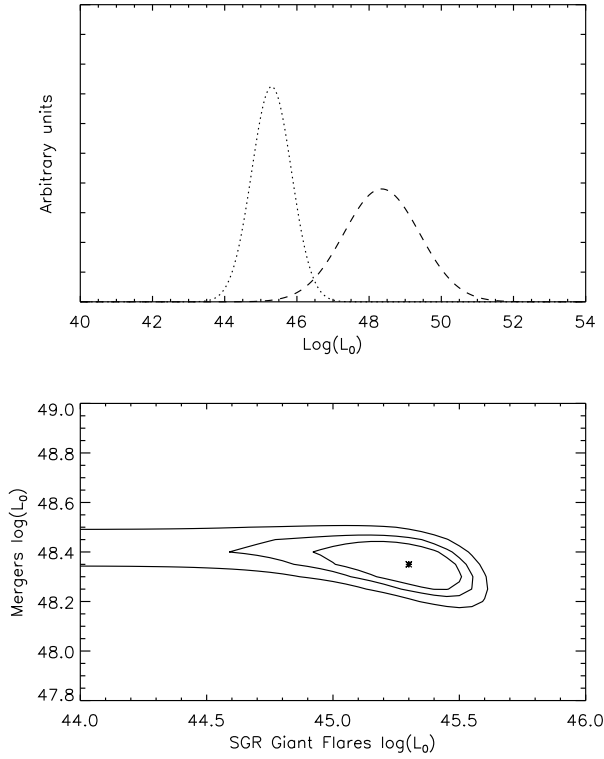 Arbitrary units
40 42 44 46 48 50 52 54
Log(L₀)
49.0
48.8
48.6
48.4
48.2
48.0
47.8
Mergers log(L₀)
44.0 44.5 45.0 45.5 46.0
SGR Giant Flares log(L₀)